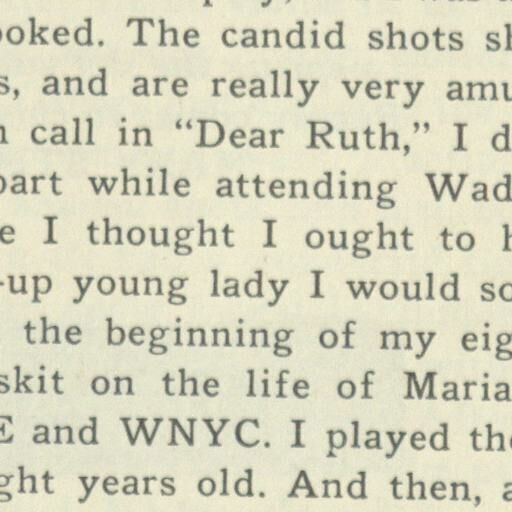 ooked. The candid shots sh
s, and are really very amu
n call in “Dear Ruth,” I d
part while attending Wad
e I thought I ought to h
-up young lady I would so
the beginning of my eig
skit on the life of Maria
E and WNYC. I played the
ght years old. And then, a